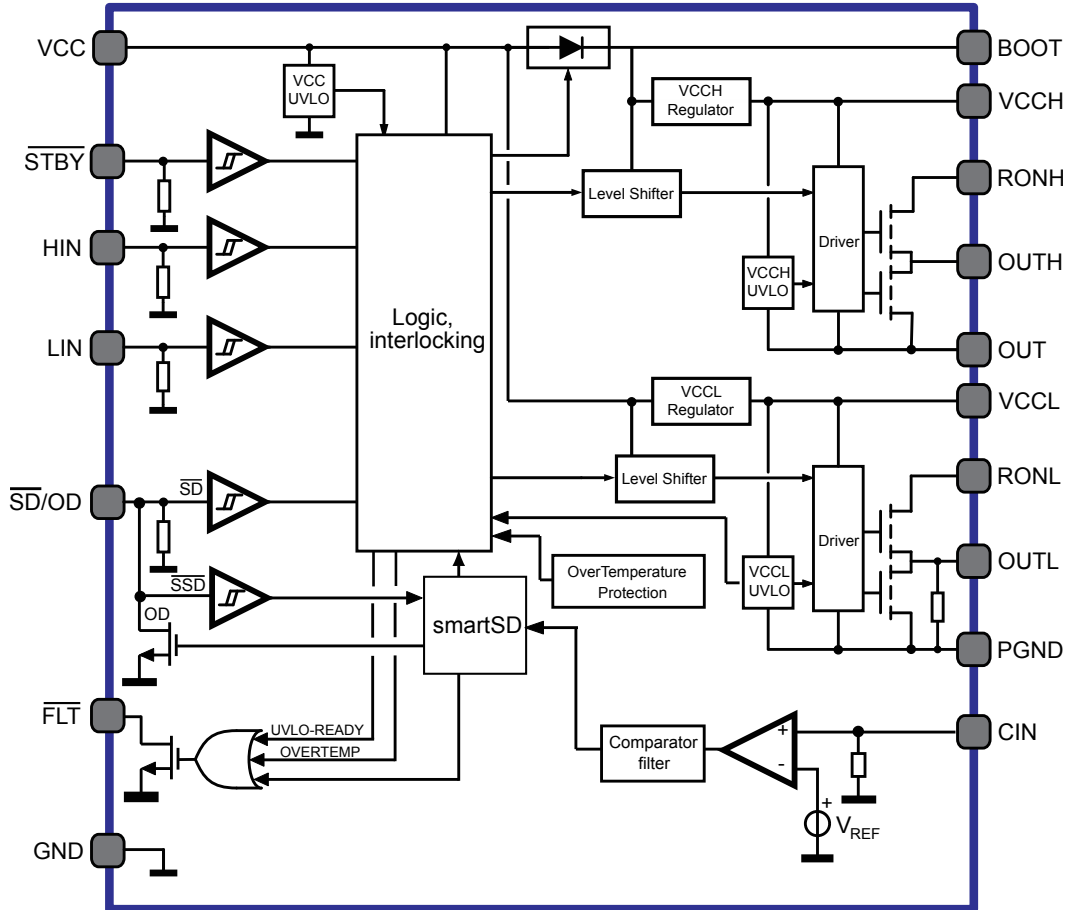 VCC
BOOT
VCC
UVLO
VCCH
Regulator
VCCH
STBY
Level Shifter
RONH
HIN
Driver
OUTH
VCCH
UVLO
Logic,
interlocking
LIN
OUT
VCCL
Regulator
VCCL
SD/OD
SD
Level Shifter
RONL
Driver
OUTL
OverTemperature
Protection
VCCL
UVLO
SSD
OD
smartSD
PGND
FLT
UVLO-READY
OVERTEMP
Comparator
filter
+
-
CIN
+
VREF
GND